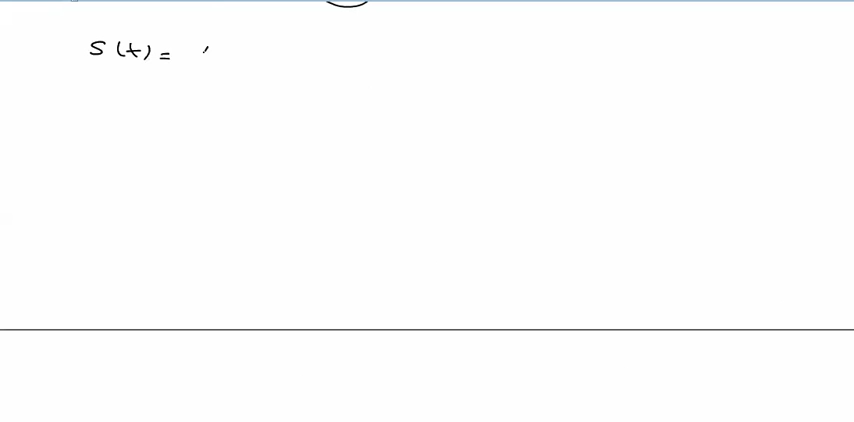 S(t) =